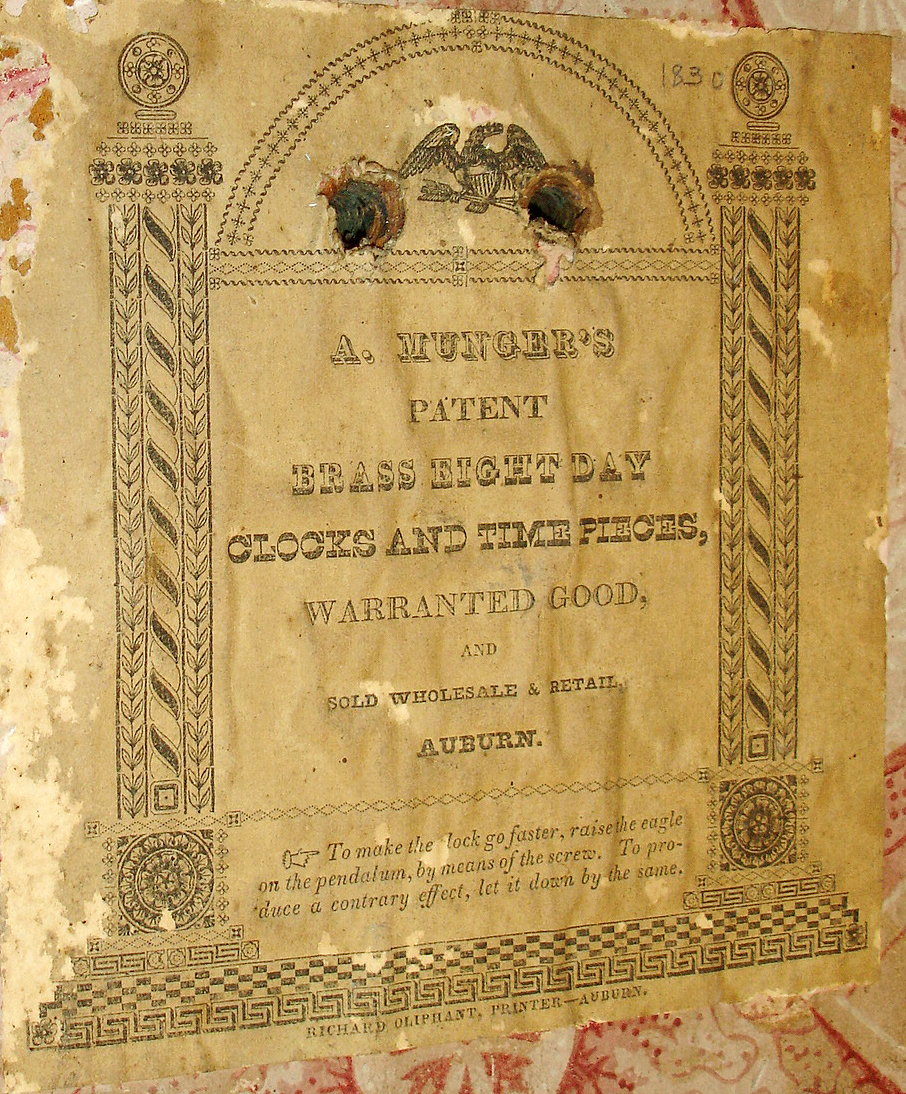 1830
A. MUNGER'S
PATENT
BRASS EIGHT DAY
CLOCKS AND TIME PIECES,
WARRANTED GOOD,
AND
SOLD WHOLESALE & RETAIL,
AUBURN.
To make the lock go faster, raise the eagle
on the pendalum, by means of the screw. To pro-
duce a contrary effect, let it down by the same.
RICHARD OLIPHANT, PRINTER—AUBURN.